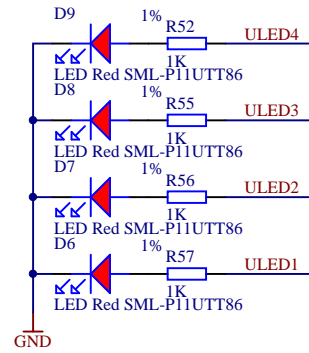 D9 1% R52 ULED4
1K
LED Red SML-P11UTT86
D8 1% R55 ULED3
1K
LED Red SML-P11UTT86
D7 1% R56 ULED2
1K
LED Red SML-P11UTT86
D6 1% R57 ULED1
1K
LED Red SML-P11UTT86
GND